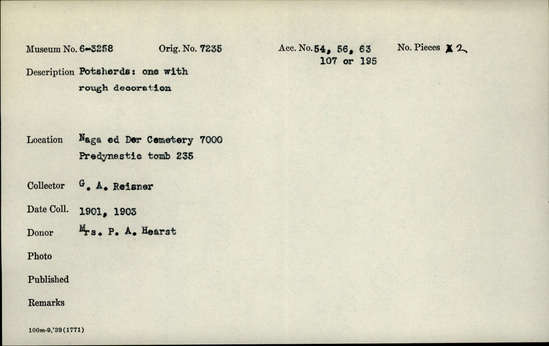 Museum No. 6-3258 Orig. No. 7235 Acc. No. 54, 56, 63 No. Pieces 2
107 or 195
Description Potsherds: one with
rough decoration
Location Naga ed Der Cemetery 7000
Predynastic tomb 235
Collector G. A. Reisner
Date Coll. 1901, 1903
Donor Mrs. P. A. Hearst
Photo
Published
Remarks
100m-9,'39(1771)